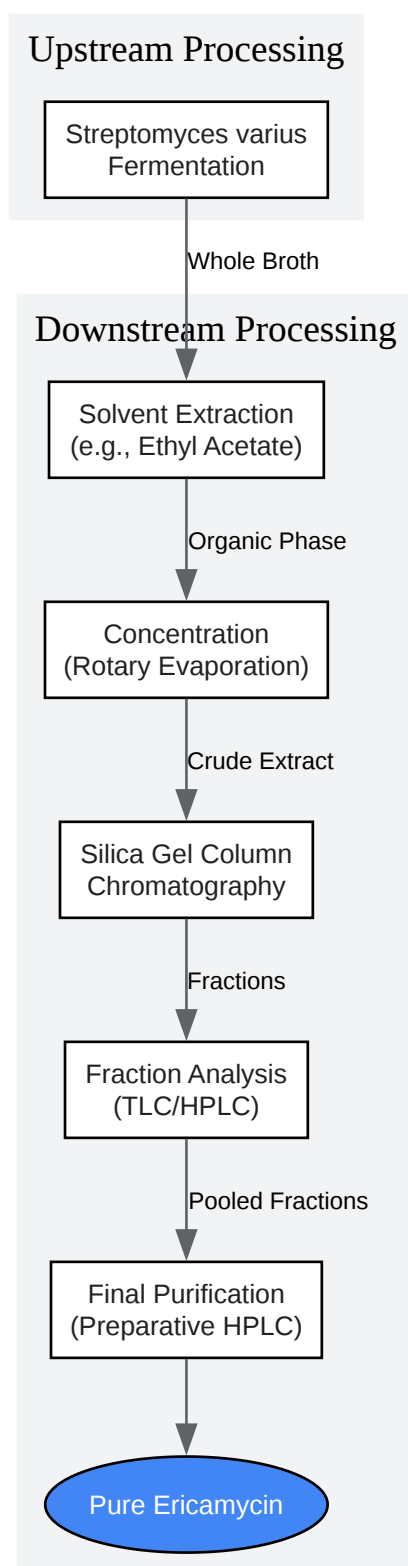 Upstream Processing
Streptomyces varius
Fermentation
Whole Broth
Downstream Processing
Solvent Extraction
(e.g., Ethyl Acetate)
Organic Phase
Concentration
(Rotary Evaporation)
Crude Extract
Silica Gel Column
Chromatography
Fractions
Fraction Analysis
(TLC/HPLC)
Pooled Fractions
Final Purification
(Preparative HPLC)
Pure Ericamycin